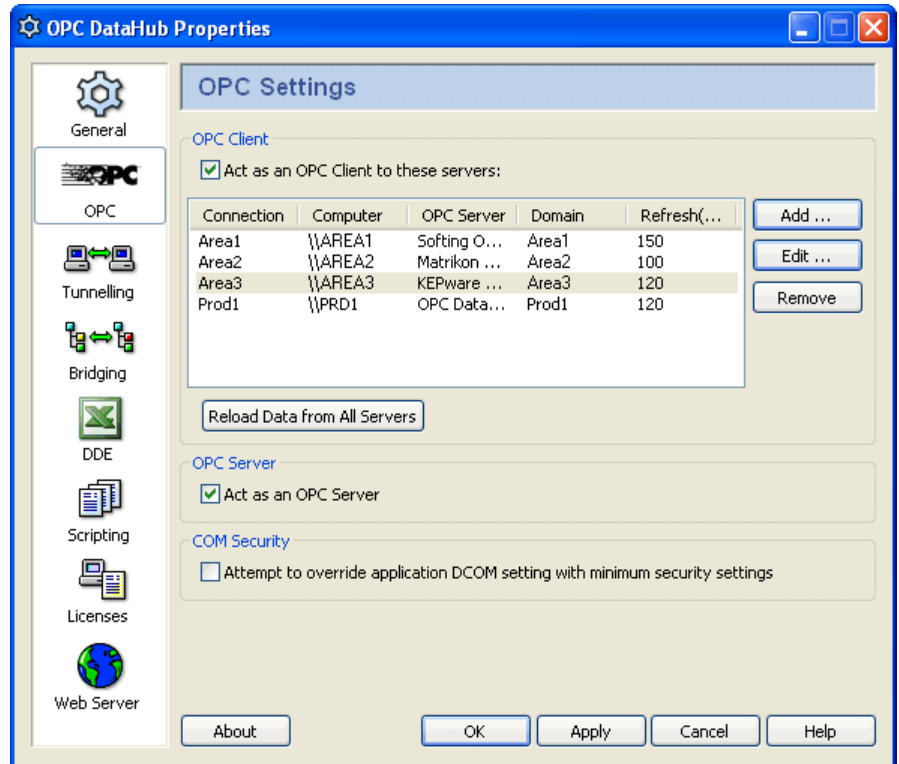 OPC DataHub Properties
General
OPC
OPC
Tunnelling
Bridging
DDE
Scripting
Licenses
Web Server
OPC Settings
OPC Client
Act as an OPC Client to these servers:
Connection Computer OPC Server Domain Refresh(...
Area1 \\AREA1 Softing O... Area1 150
Area2 \\AREA2 Matrikon ... Area2 100
Area3 \\AREA3 KEPware ... Area3 120
Prod1 \\PRD1 OPC Data... Prod1 120
Add ...
Edit ...
Remove
Reload Data from All Servers
OPC Server
Act as an OPC Server
COM Security
Attempt to override application DCOM setting with minimum security settings
About OK Apply Cancel Help